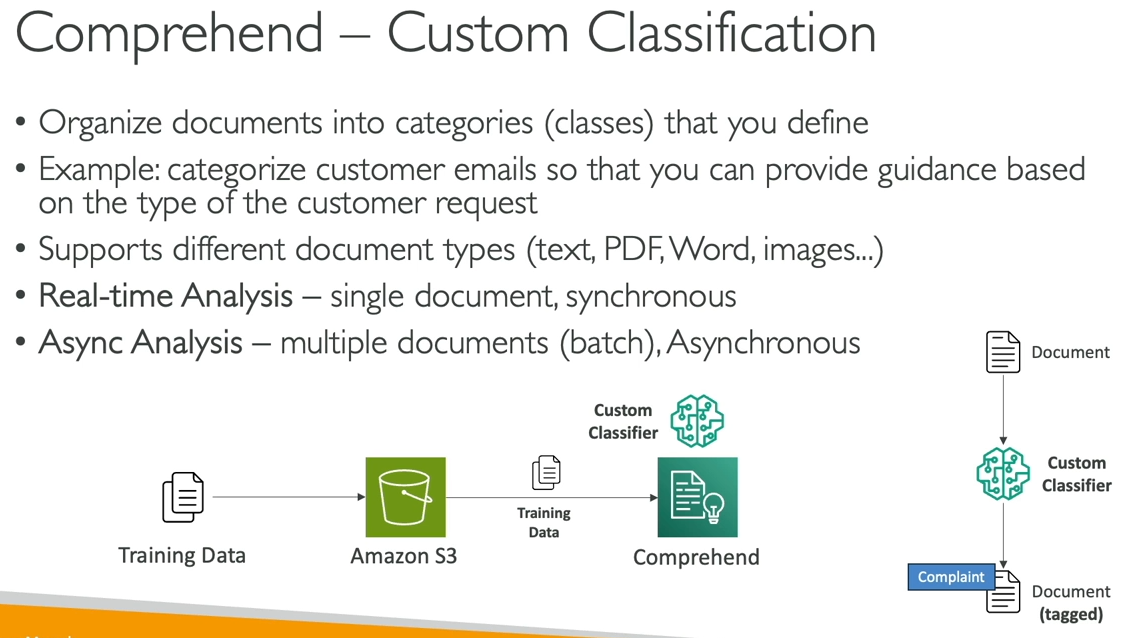 Comprehend – Custom Classification
• Organize documents into categories (classes) that you define
• Example: categorize customer emails so that you can provide guidance based
on the type of the customer request
• Supports different document types (text, PDF, Word, images...)
• Real-time Analysis – single document, synchronous
• Async Analysis – multiple documents (batch), Asynchronous
Training Data
Amazon S3
Training
Data
Custom
Classifier
Comprehend
Document
Custom
Classifier
Complaint
Document
(tagged)